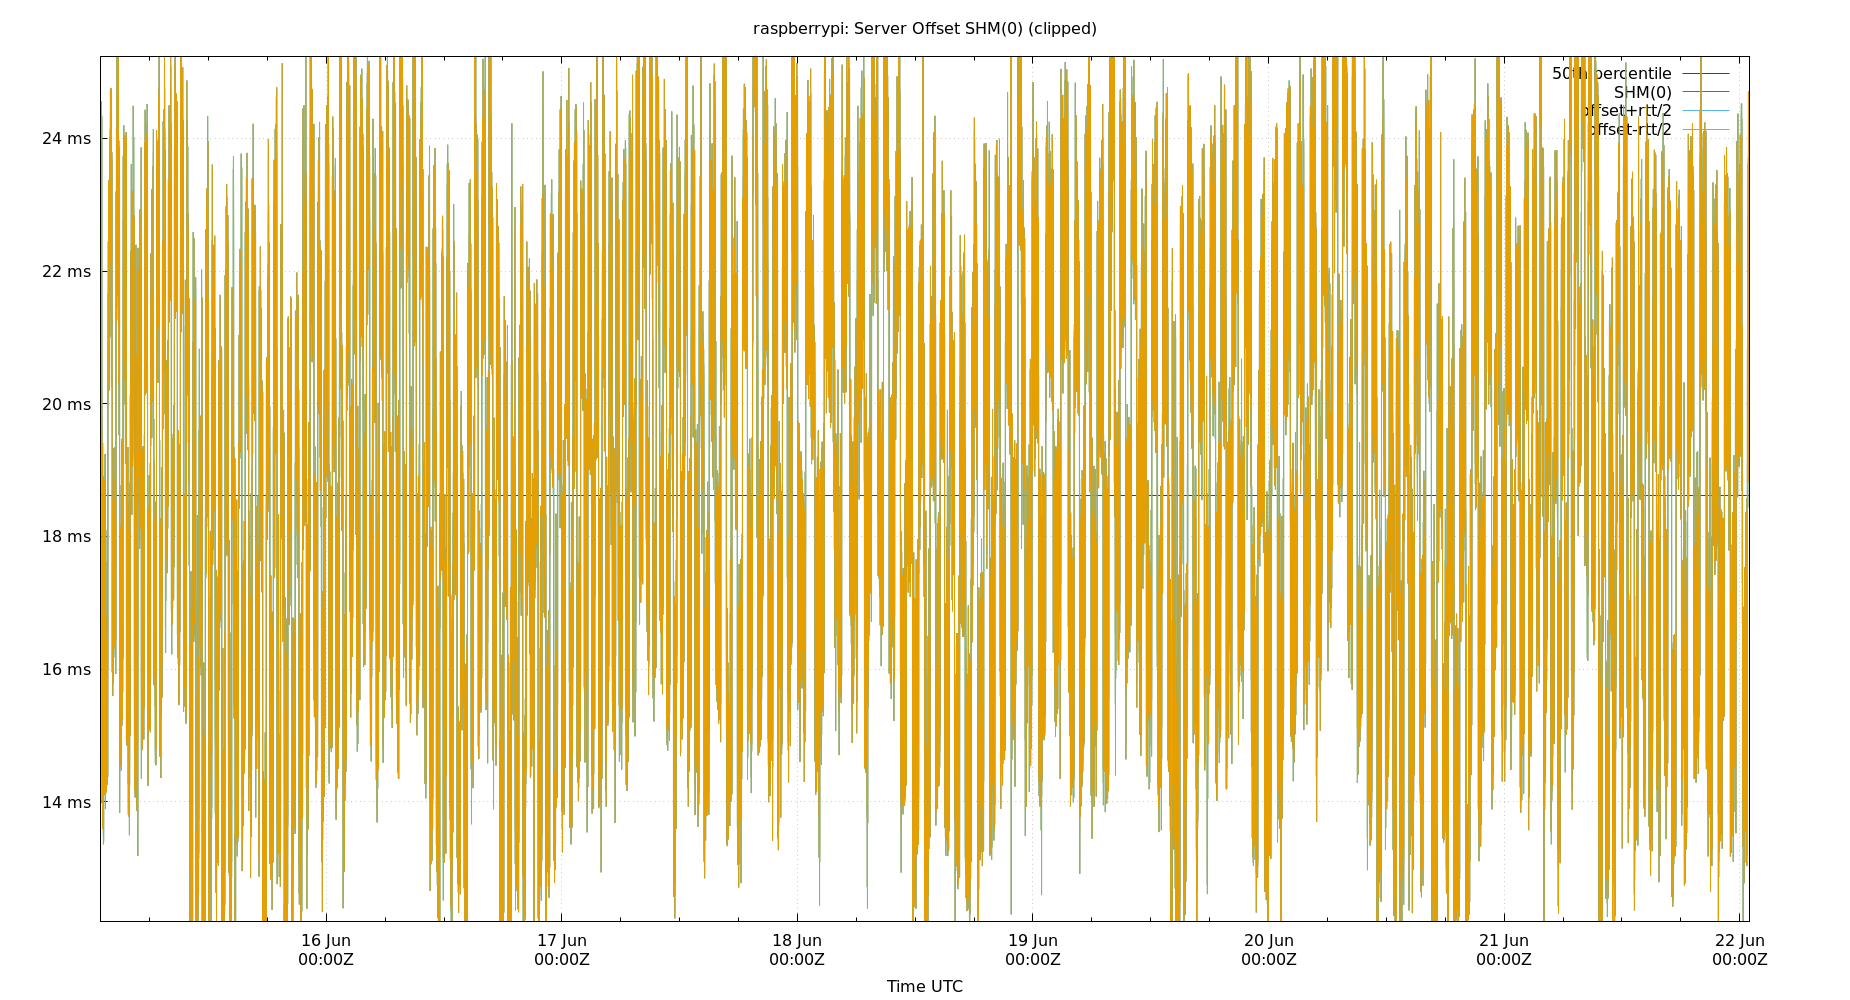 raspberrypi: Server Offset SHM(0) (clipped)
50th percentile
SHM(0)
offset+rtt/2
offset-rtt/2
24 ms
22 ms
20 ms
18 ms
16 ms
14 ms
16 Jun 17 Jun 18 Jun 19 Jun 20 Jun 21 Jun 22 Jun
00:00Z 00:00Z 00:00Z 00:00Z 00:00Z 00:00Z 00:00Z
Time UTC